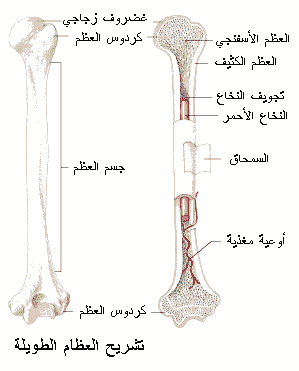 غضروف زجاجي
كردوس العظم
جسم العظم
كردوس العظم
العظم الأسفنجي
العظم الكثيف
تجويف النخاع
النخاع الأحمر
السمحاق
أوعية مغذية
تشريح العظام الطويلة